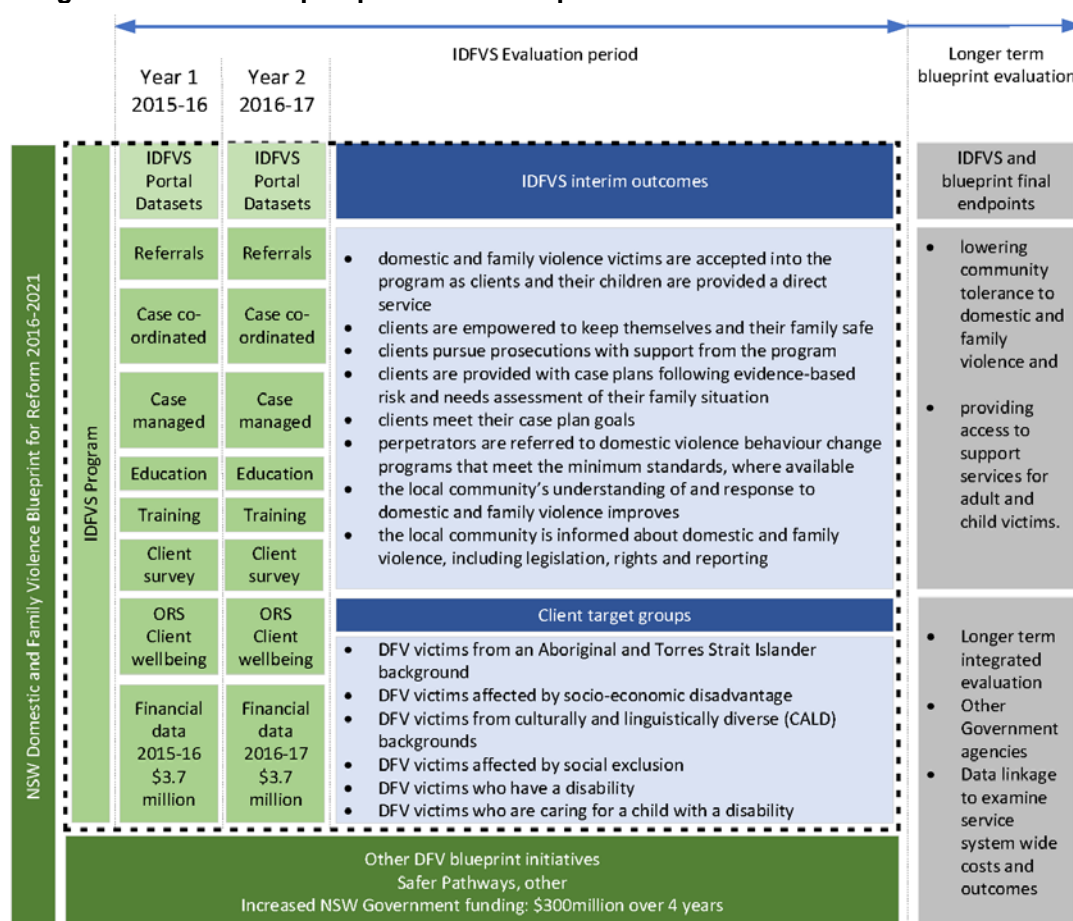 IDFVS Evaluation period
Longer term
blueprint evaluation
Year 1
2015-16
Year 2
2016-17
NSW Domestic and Family Violence Blueprint for Reform 2016-2021
IDFVS Program
IDFVS
Portal
Datasets
Referrals
Case co-
ordinated
Case
managed
Education
Training
Client
survey
ORS
Client
wellbeing
Financial
data
2015-16
$3.7
million
IDFVS
Portal
Datasets
Referrals
Case co-
ordinated
Case
managed
Education
Training
Client
survey
ORS
Client
wellbeing
Financial
data
2016-17
$3.7
million
IDFVS interim outcomes
• domestic and family violence victims are accepted into the
program as clients and their children are provided a direct
service
• clients are empowered to keep themselves and their family safe
• clients pursue prosecutions with support from the program
• clients are provided with case plans following evidence-based
risk and needs assessment of their family situation
• clients meet their case plan goals
• perpetrators are referred to domestic violence behaviour change
programs that meet the minimum standards, where available
• the local community's understanding of and response to
domestic and family violence improves
• the local community is informed about domestic and family
violence, including legislation, rights and reporting
Client target groups
• DFV victims from an Aboriginal and Torres Strait Islander
background
• DFV victims affected by socio-economic disadvantage
• DFV victims from culturally and linguistically diverse (CALD)
backgrounds
• DFV victims affected by social exclusion
• DFV victims who have a disability
• DFV victims who are caring for a child with a disability
IDFVS and
blueprint final
endpoints
• lowering
community
tolerance to
domestic and
family
violence and
• providing
access to
support
services for
adult and
child victims.
• Longer term
integrated
evaluation
• Other
Government
agencies
• Data linkage
to examine
service
system wide
costs and
outcomes
Other DFV blueprint initiatives
Safer Pathways, other
Increased NSW Government funding: $300million over 4 years